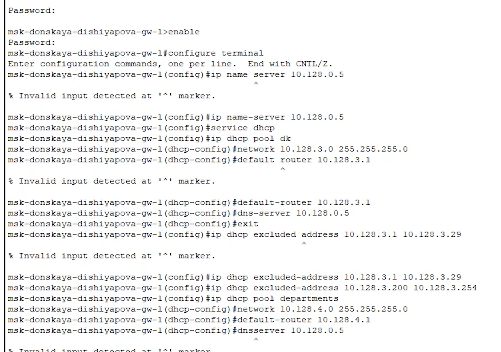 Password:
msk-donskaya-dishiyapova-gw-1>enable
Password:
msk-donskaya-dishiyapova-gw-1#configure terminal
Enter configuration commands, one per line.  End with CNTL/Z.
msk-donskaya-dishiyapova-gw-1(config)#ip name server 10.128.0.5
^
% Invalid input detected at '^' marker.
msk-donskaya-dishiyapova-gw-1(config)#ip name-server 10.128.0.5
msk-donskaya-dishiyapova-gw-1(config)#service dhcp
msk-donskaya-dishiyapova-gw-1(config)#ip dhcp pool dk
msk-donskaya-dishiyapova-gw-1(dhcp-config)#network 10.128.3.0 255.255.255.0
msk-donskaya-dishiyapova-gw-1(dhcp-config)#default router 10.128.3.1
^
% Invalid input detected at '^' marker.
msk-donskaya-dishiyapova-gw-1(dhcp-config)#default-router 10.128.3.1
msk-donskaya-dishiyapova-gw-1(dhcp-config)#dns-server 10.128.0.5
msk-donskaya-dishiyapova-gw-1(dhcp-config)#exit
msk-donskaya-dishiyapova-gw-1(config)#ip dhcp excluded address 10.128.3.1 10.128.3.29
^
% Invalid input detected at '^' marker.
msk-donskaya-dishiyapova-gw-1(config)#ip dhcp excluded-address 10.128.3.1 10.128.3.29
msk-donskaya-dishiyapova-gw-1(config)#ip dhcp excluded-address 10.128.3.200 10.128.3.254
msk-donskaya-dishiyapova-gw-1(config)#ip dhcp pool departments
msk-donskaya-dishiyapova-gw-1(dhcp-config)#network 10.128.4.0 255.255.255.0
msk-donskaya-dishiyapova-gw-1(dhcp-config)#default-router 10.128.4.1
msk-donskaya-dishiyapova-gw-1(dhcp-config)#dnsserver 10.128.0.5
^
% Invalid input detected at '^' marker.